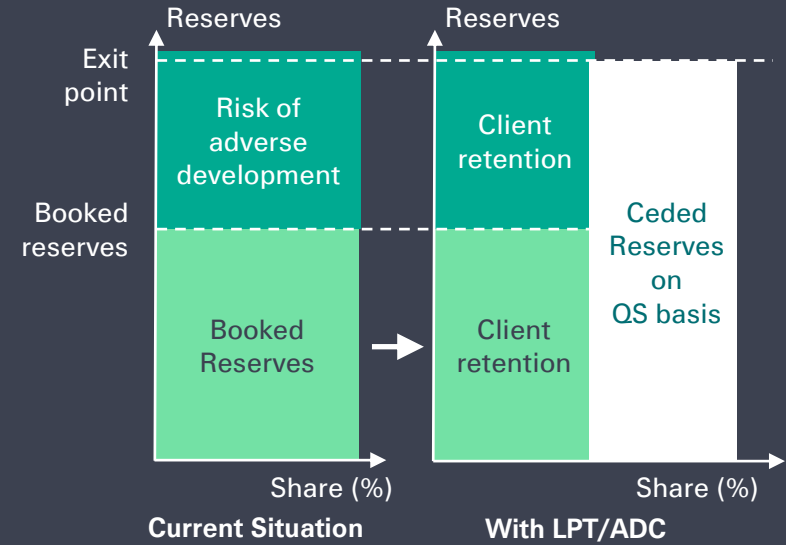 Reserves
Exit
point
Risk of
adverse
development
Booked
reserves
Booked
Reserves
Share (%)
Current Situation
Reserves
Client
retention
Client
retention
Ceded
Reserves
on
QS basis
Share (%)
With LPT/ADC